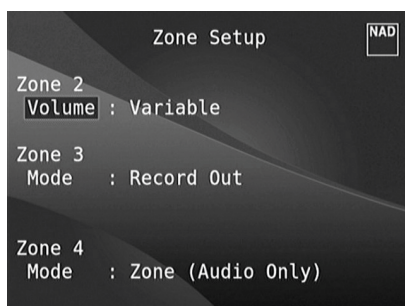 Zone Setup
NAD
Zone 2
Volume : Variable
Zone 3
Mode : Record Out
Zone 4
Mode : Zone (Audio Only)